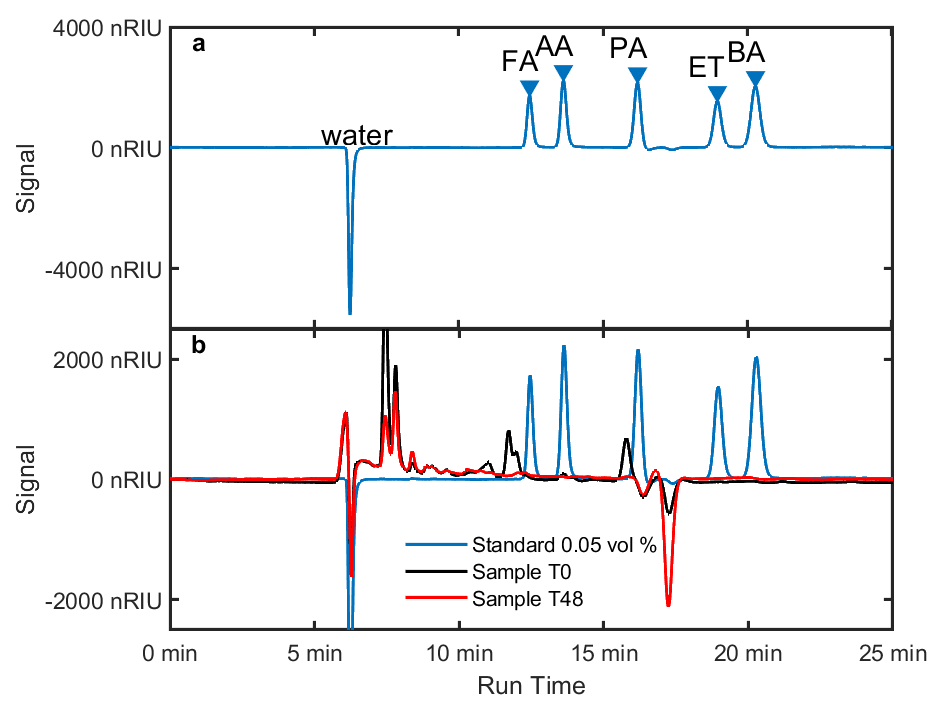 4000 nRIU
a
FA
AA
PA
ET
BA
water
0 nRIU
Signal
-4000 nRIU
b
2000 nRIU
0 nRIU
Signal
Standard 0.05 vol %
Sample T0
Sample T48
-2000 nRIU
0 min
5 min
10 min
15 min
20 min
25 min
Run Time